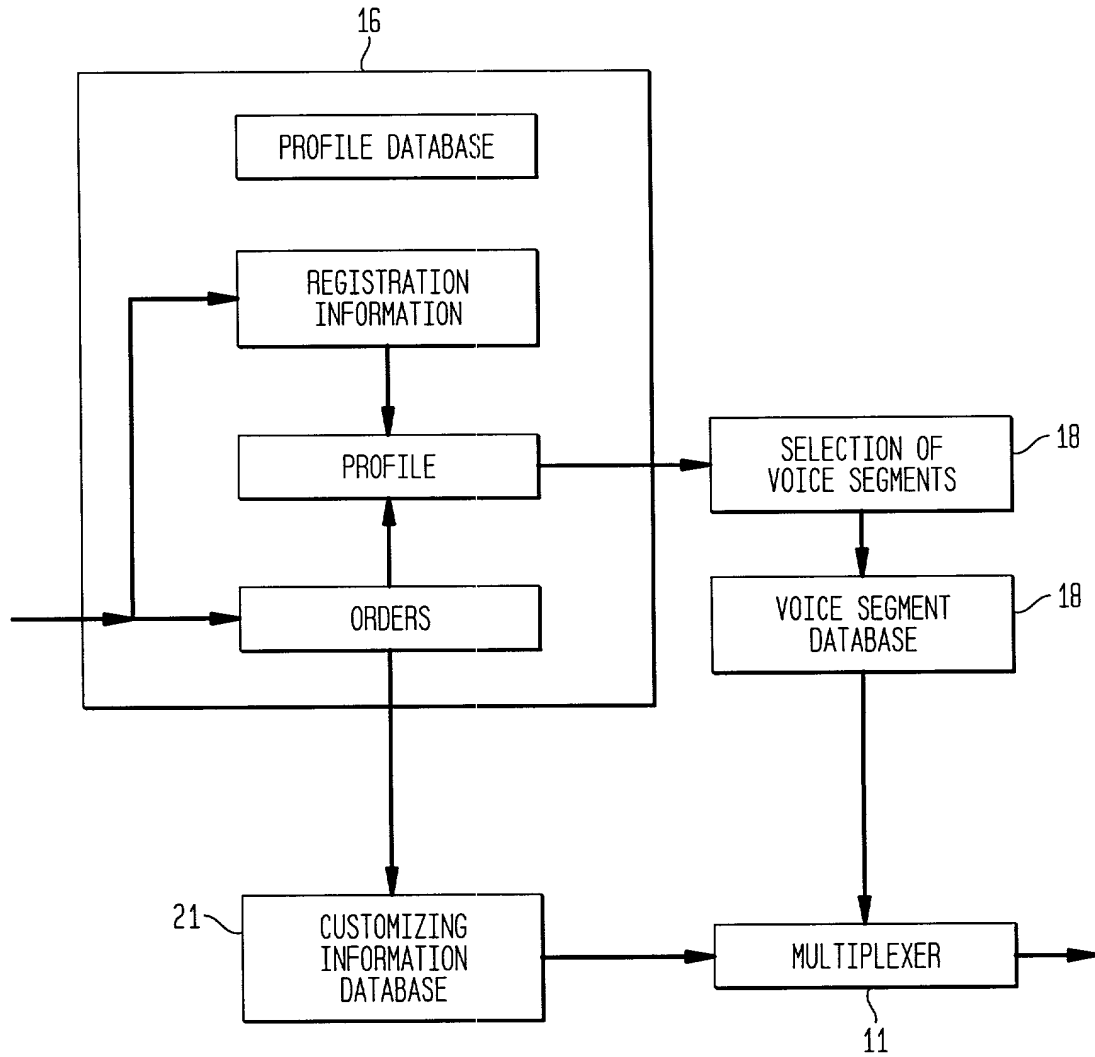 16
PROFILE DATABASE
REGISTRATION
INFORMATION
PROFILE
SELECTION OF
VOICE SEGMENTS
18
ORDERS
VOICE SEGMENT
DATABASE
18
21
CUSTOMIZING
INFORMATION
DATABASE
MULTIPLEXER
11